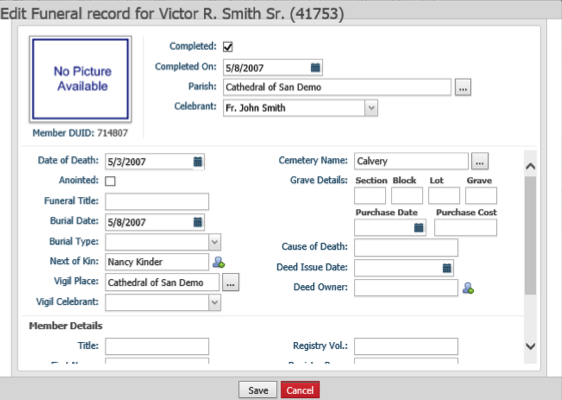 Edit Funeral record for Victor R. Smith Sr. (41753)
No Picture
Available
Member DUID: 714807
Completed:
Completed On: 5/8/2007
Parish: Cathedral of San Demo ...
Celebrant: Fr. John Smith
Date of Death: 5/3/2007
Anointed:
Funeral Title:
Burial Date: 5/8/2007
Burial Type:
Next of Kin: Nancy Kinder
Vigil Place: Cathedral of San Demo ...
Vigil Celebrant:
Cemetery Name: Calvery ...
Grave Details: Section Block Lot Grave
Purchase Date Purchase Cost
Cause of Death:
Deed Issue Date:
Deed Owner:
Member Details
Title:
Registry Vol.:
Save Cancel